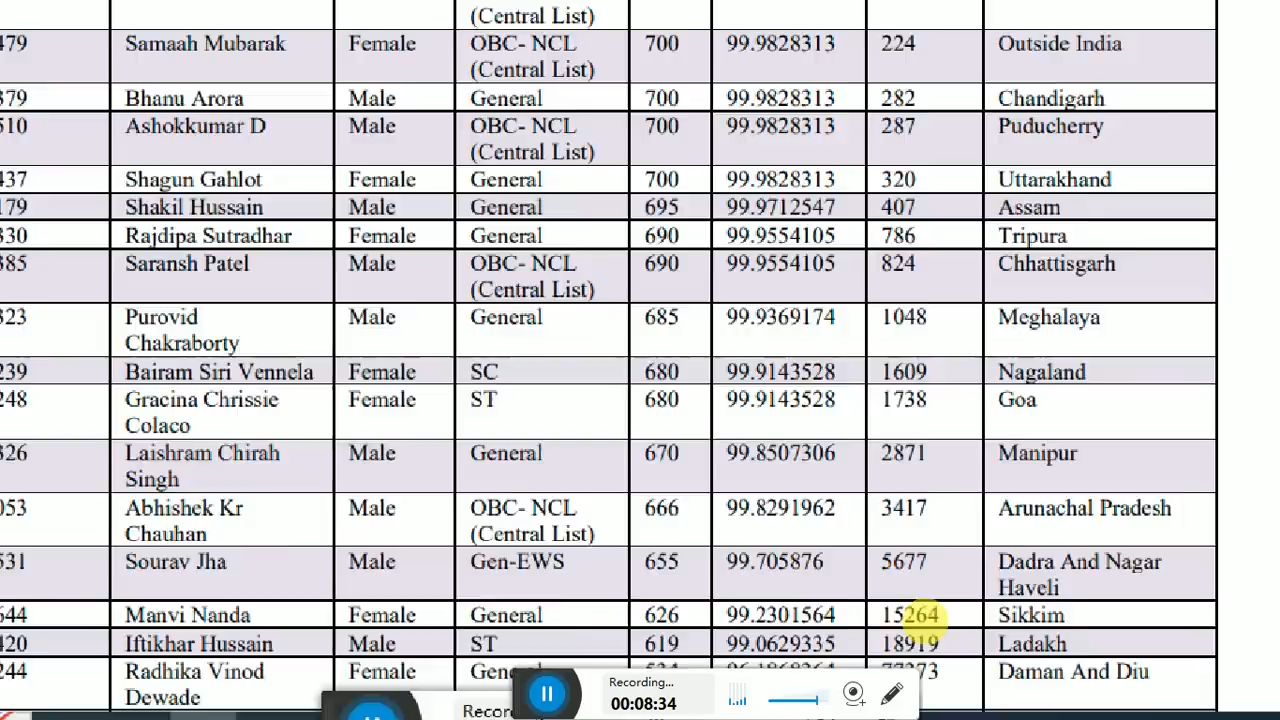 (Central List)
479 Samaah Mubarak Female OBC- NCL 700 99.9828313 224 Outside India
(Central List)
379 Bhanu Arora Male General 700 99.9828313 282 Chandigarh
510 Ashokkumar D Male OBC- NCL 700 99.9828313 287 Puducherry
(Central List)
437 Shagun Gahlot Female General 700 99.9828313 320 Uttarakhand
179 Shakil Hussain Male General 695 99.9712547 407 Assam
330 Rajdipa Sutradhar Female General 690 99.9554105 786 Tripura
385 Saransh Patel Male OBC- NCL 690 99.9554105 824 Chhattisgarh
(Central List)
323 Purovid Male General 685 99.9369174 1048 Meghalaya
Chakraborty
239 Bairam Siri Vennela Female SC 680 99.9143528 1609 Nagaland
248 Gracina Chrissie Female ST 680 99.9143528 1738 Goa
Colaco
326 Laishram Chirah Male General 670 99.8507306 2871 Manipur
Singh
053 Abhishek Kr Male OBC- NCL 666 99.8291962 3417 Arunachal Pradesh
Chauhan (Central List)
531 Sourav Jha Male Gen-EWS 655 99.705876 5677 Dadra And Nagar
Haveli
644 Manvi Nanda Female General 626 99.2301564 15264 Sikkim
420 Iftikhar Hussain Male ST 619 99.0629335 18919 Ladakh
244 Radhika Vinod Female Daman And Diu
Dewade
Recording...
00:08:34